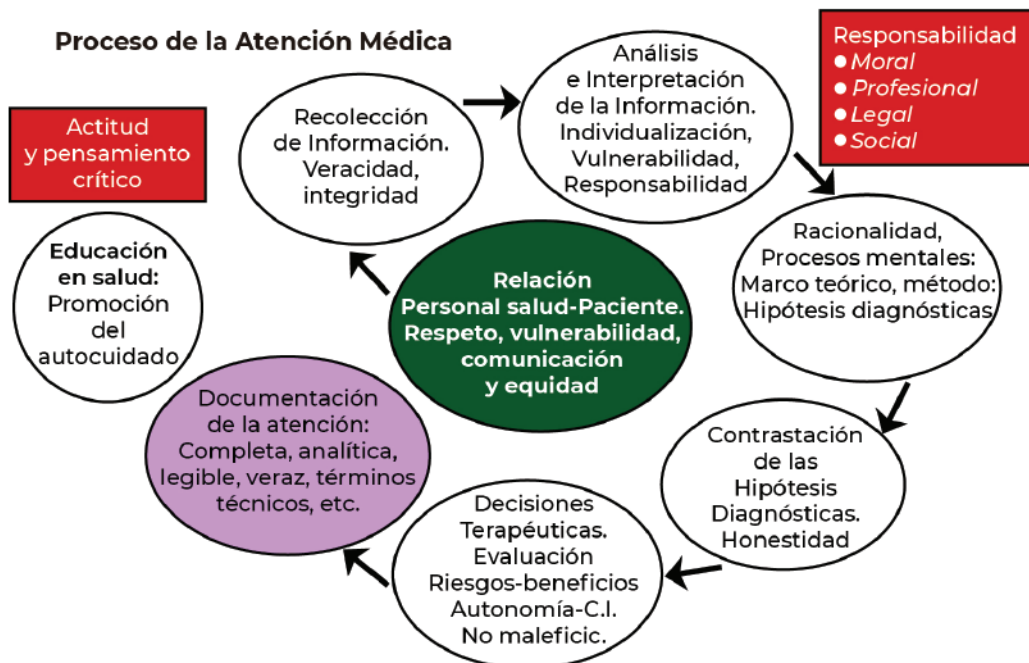 Proceso de la Atención Médica
Actitud
y pensamiento
crítico
Educación
en salud:
Promoción
del
autocuidado
Recolección
de Información.
Veracidad,
integridad
Análisis
e Interpretación
de la Información.
Individualización,
Vulnerabilidad,
Responsabilidad
Responsabilidad
● Moral
● Profesional
● Legal
● Social
Racionalidad,
Procesos mentales:
Marco teórico, método:
Hipótesis diagnósticas
Relación
Personal salud-Paciente.
Respeto, vulnerabilidad,
comunicación
y equidad
Contrastación
de las
Hipótesis
Diagnósticas.
Honestidad
Decisiones
Terapéuticas.
Evaluación
Riesgos-beneficios
Autonomía-C.I.
No maleficic.
Documentación
de la atención:
Completa, analítica,
legible, veraz, términos
técnicos, etc.